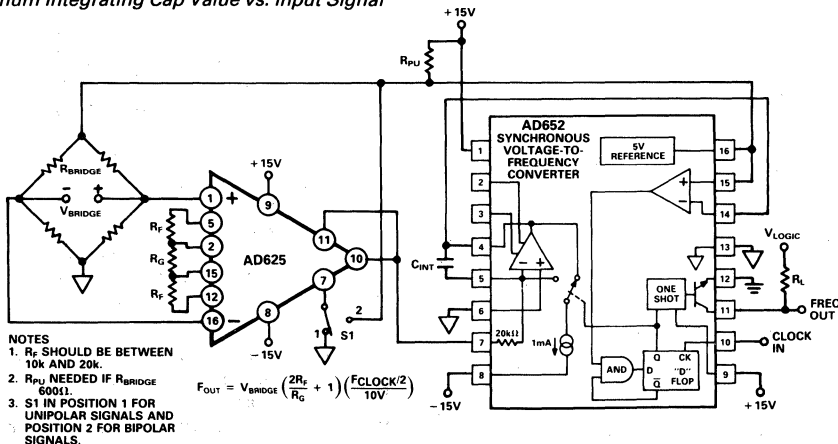 num Integrating Cap Value vs. Input Signal
+15V
RPU
AD652
SYNCHRONOUS
VOLTAGE-TO-
FREQUENCY
CONVERTER
5V
REFERENCE
1
2
3
4
5
6
7
8
16
15
14
13
12
11
10
9
+
−
− +
CINT
20kΩ
1mA
ONE
SHOT
AND
Q CK
D "D"
Q FLOP
VLOGIC
RL
FREQ
OUT
CLOCK
IN
−15V
+15V
RBRIDGE
− +
VBRIDGE
+15V
1
+
5
RF
2
RG
15
RF
12
16
−
AD625
9
11
10
7
8
1
2
S1
−15V
NOTES
1. RF SHOULD BE BETWEEN
10k AND 20k.
2. RPU NEEDED IF RBRIDGE
600Ω.
3. S1 IN POSITION 1 FOR
UNIPOLAR SIGNALS AND
POSITION 2 FOR BIPOLAR
SIGNALS.
FOUT = VBRIDGE (2RF/RG + 1) (FCLOCK/2/10V)